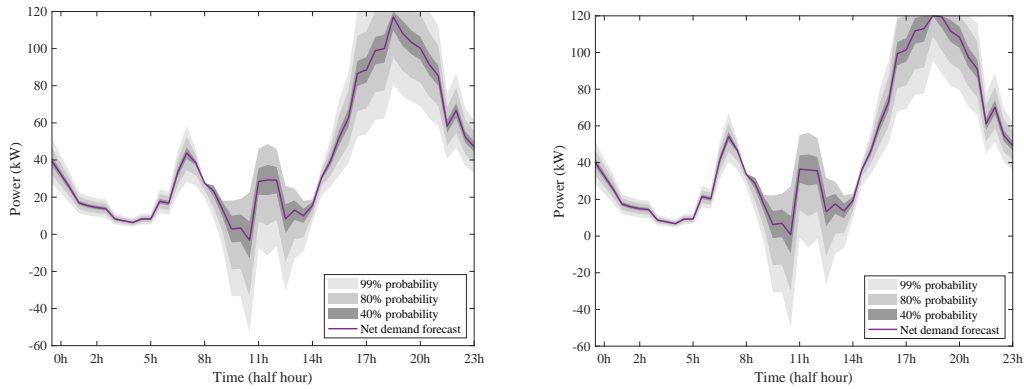 120
100
80
60
40
20
0
-20
-40
-60
Power (kW)
0h 2h 5h 8h 11h 14h 17h 20h 23h
Time (half hour)
99% probability
80% probability
40% probability
Net demand forecast
120
100
80
60
40
20
0
-20
-40
-60
Power (kW)
0h 2h 5h 8h 11h 14h 17h 20h 23h
Time (half hour)
99% probability
80% probability
40% probability
Net demand forecast